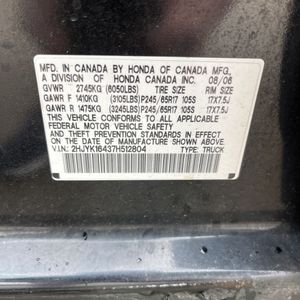 MFD. IN CANADA BY HONDA OF CANADA MFG.,
A DIVISION OF HONDA CANADA INC. 08/06
GVWR 2745KG (6050LBS) TIRE SIZE RIM SIZE
GAWR F 1410KG (3105LBS) P245/65R17 105S 17X7.5J
GAWR R 1475KG (3245LBS) P245/65R17 105S 17X7.5J
THIS VEHICLE CONFORMS TO ALL APPLICABLE
FEDERAL MOTOR VEHICLE SAFETY
AND THEFT PREVENTION STANDARDS IN EFFECT ON THE
DATE OF MANUFACTURE SHOWN ABOVE.
V.I.N: 2HJYK16437H512804 TYPE: TRUCK